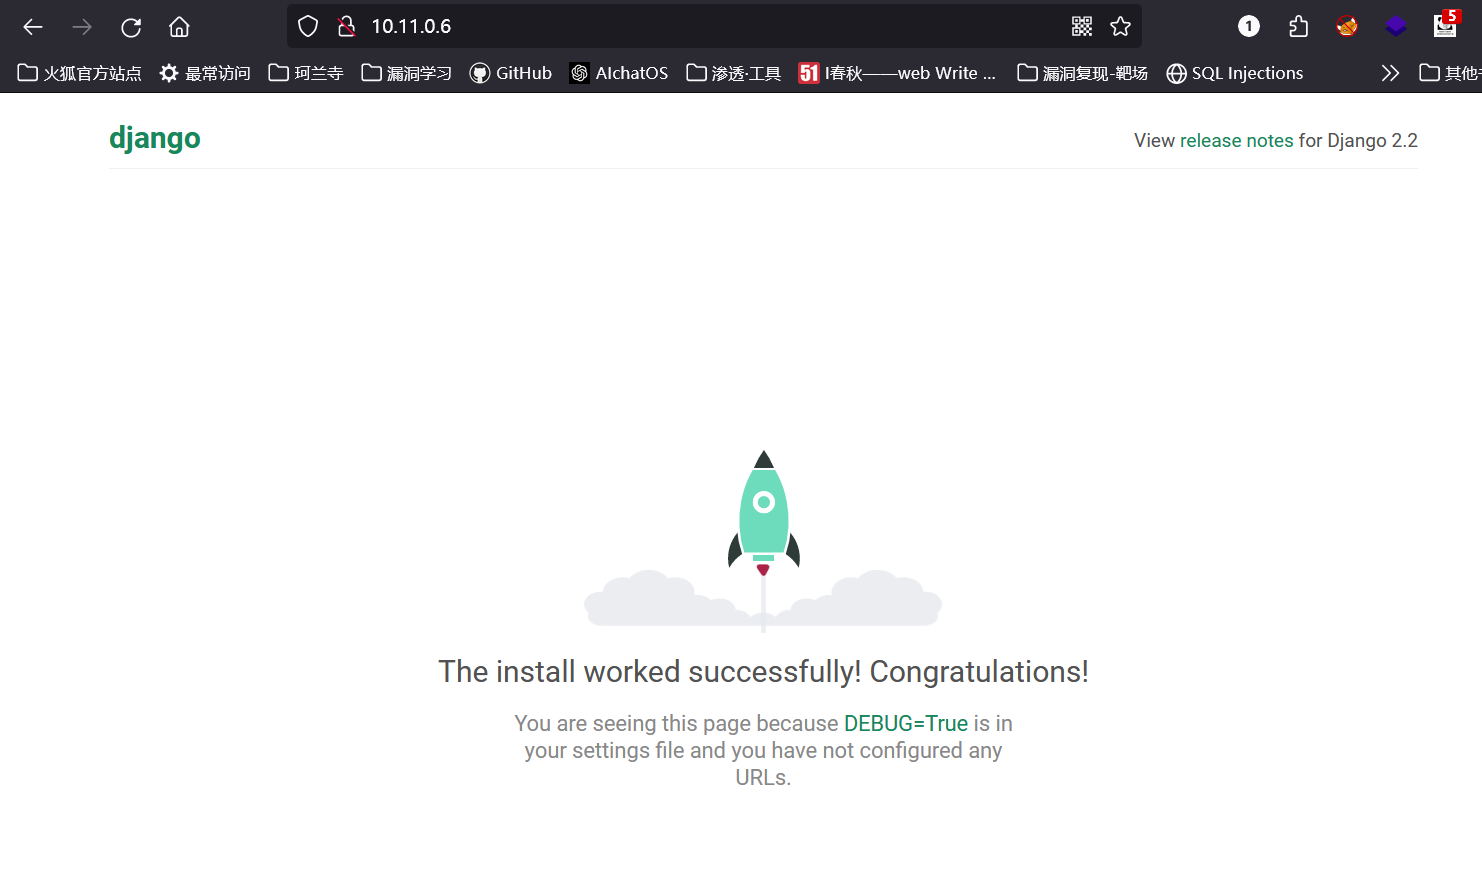 10.11.0.6
1
5
火狐官方站点 最常访问 珂兰寺 漏洞学习 GitHub AIchatOS 渗透·工具 51 I春秋——web Write ... 漏洞复现-靶场 SQL Injections
django
View release notes for Django 2.2
The install worked successfully! Congratulations!
You are seeing this page because DEBUG=True is in
your settings file and you have not configured any
URLs.